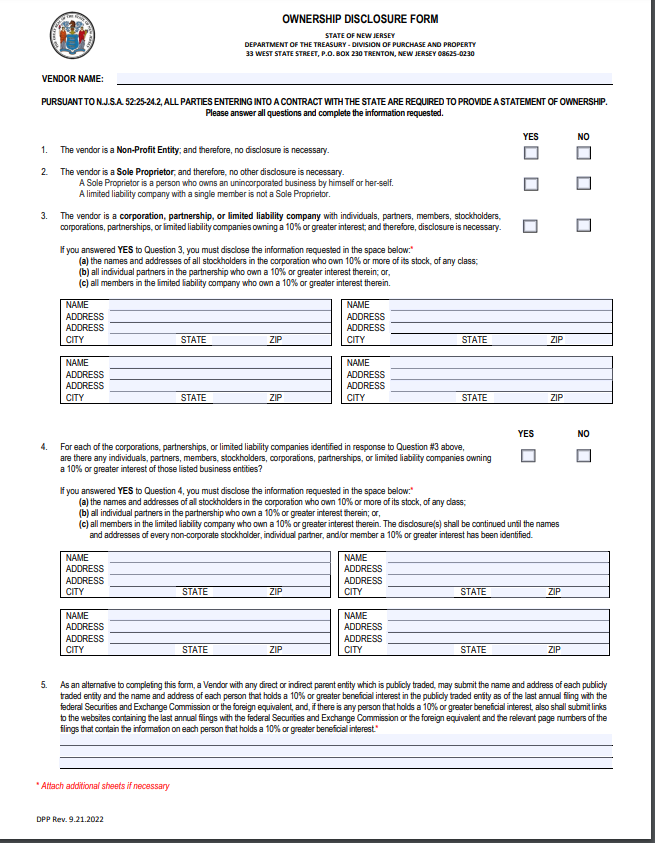 OWNERSHIP DISCLOSURE FORM
STATE OF NEW JERSEY
DEPARTMENT OF THE TREASURY - DIVISION OF PURCHASE AND PROPERTY
33 WEST STATE STREET, P.O. BOX 230 TRENTON, NEW JERSEY 08625-0230
VENDOR NAME:
PURSUANT TO N.J.S.A. 52:25-24.2, ALL PARTIES ENTERING INTO A CONTRACT WITH THE STATE ARE REQUIRED TO PROVIDE A STATEMENT OF OWNERSHIP.
Please answer all questions and complete the information requested.
YES NO
1. The vendor is a Non-Profit Entity; and therefore, no disclosure is necessary.
2. The vendor is a Sole Proprietor; and therefore, no other disclosure is necessary.
A Sole Proprietor is a person who owns an unincorporated business by himself or her-self.
A limited liability company with a single member is not a Sole Proprietor.
3. The vendor is a corporation, partnership, or limited liability company with individuals, partners, members, stockholders,
corporations, partnerships, or limited liability companies owning a 10% or greater interest; and therefore, disclosure is necessary.
If you answered YES to Question 3, you must disclose the information requested in the space below:*
(a) the names and addresses of all stockholders in the corporation who own 10% or more of its stock, of any class;
(b) all individual partners in the partnership who own a 10% or greater interest therein; or,
(c) all members in the limited liability company who own a 10% or greater interest therein.
NAME NAME
ADDRESS ADDRESS
ADDRESS ADDRESS
CITY STATE ZIP CITY STATE ZIP
NAME NAME
ADDRESS ADDRESS
ADDRESS ADDRESS
CITY STATE ZIP CITY STATE ZIP
YES NO
4. For each of the corporations, partnerships, or limited liability companies identified in response to Question #3 above,
are there any individuals, partners, members, stockholders, corporations, partnerships, or limited liability companies owning
a 10% or greater interest of those listed business entities?
If you answered YES to Question 4, you must disclose the information requested in the space below:*
(a) the names and addresses of all stockholders in the corporation who own 10% or more of its stock, of any class;
(b) all individual partners in the partnership who own a 10% or greater interest therein; or,
(c) all members in the limited liability company who own a 10% or greater interest therein. The disclosure(s) shall be continued until the names
and addresses of every non-corporate stockholder, individual partner, and/or member a 10% or greater interest has been identified.
NAME NAME
ADDRESS ADDRESS
ADDRESS ADDRESS
CITY STATE ZIP CITY STATE ZIP
NAME NAME
ADDRESS ADDRESS
ADDRESS ADDRESS
CITY STATE ZIP CITY STATE ZIP
5. As an alternative to completing this form, a Vendor with any direct or indirect parent entity which is publicly traded, may submit the name and address of each publicly
traded entity and the name and address of each person that holds a 10% or greater beneficial interest in the publicly traded entity as of the last annual filing with the
federal Securities and Exchange Commission or the foreign equivalent, and, if there is any person that holds a 10% or greater beneficial interest, also shall submit links
to the websites containing the last annual filings with the federal Securities and Exchange Commission or the foreign equivalent and the relevant page numbers of the
filings that contain the information on each person that holds a 10% or greater beneficial interest.*
* Attach additional sheets if necessary
DPP Rev. 9.21.2022